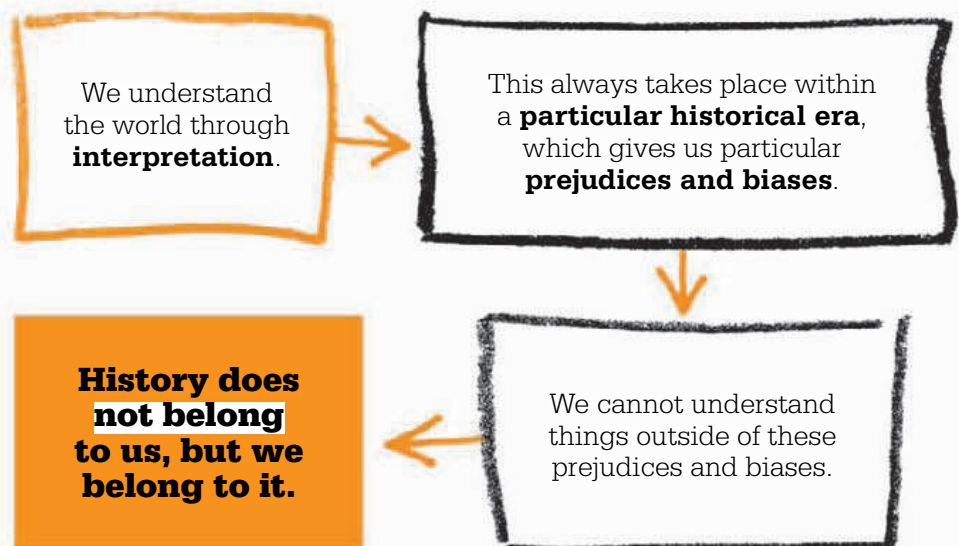 We understand
the world through
interpretation.
This always takes place within
a particular historical era,
which gives us particular
prejudices and biases.
We cannot understand
things outside of these
prejudices and biases.
History does
not belong
to us, but we
belong to it.